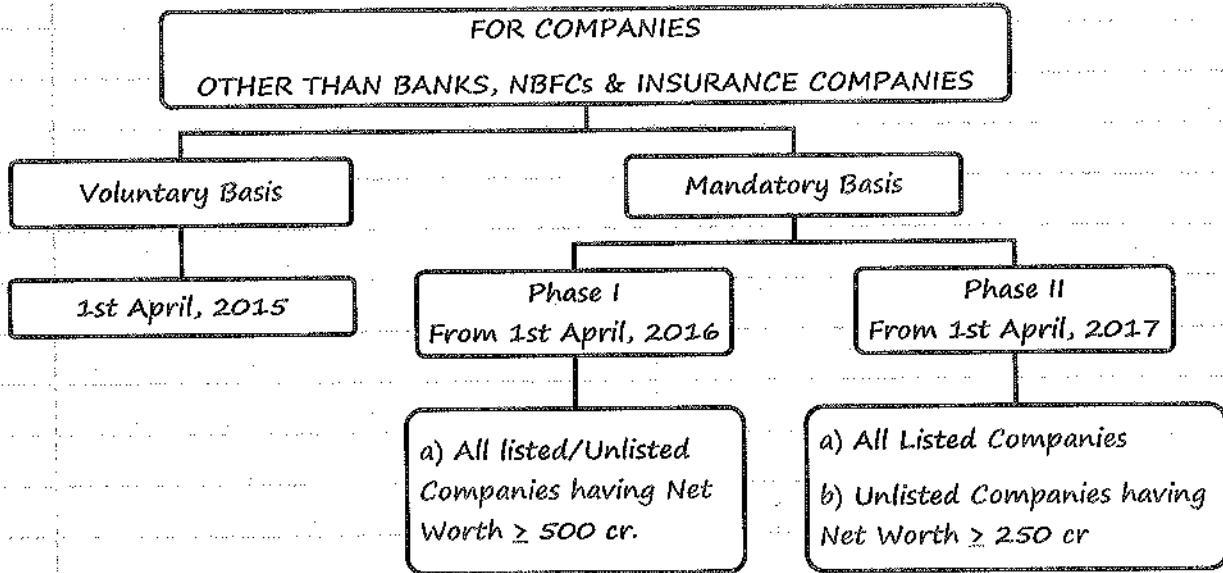 FOR COMPANIES
OTHER THAN BANKS, NBFCs & INSURANCE COMPANIES
Voluntary Basis
Mandatory Basis
1st April, 2015
Phase I
From 1st April, 2016
Phase II
From 1st April, 2017
a) All listed/Unlisted
Companies having Net
Worth ≥ 500 cr.
a) All Listed Companies
b) Unlisted Companies having
Net Worth ≥ 250 cr